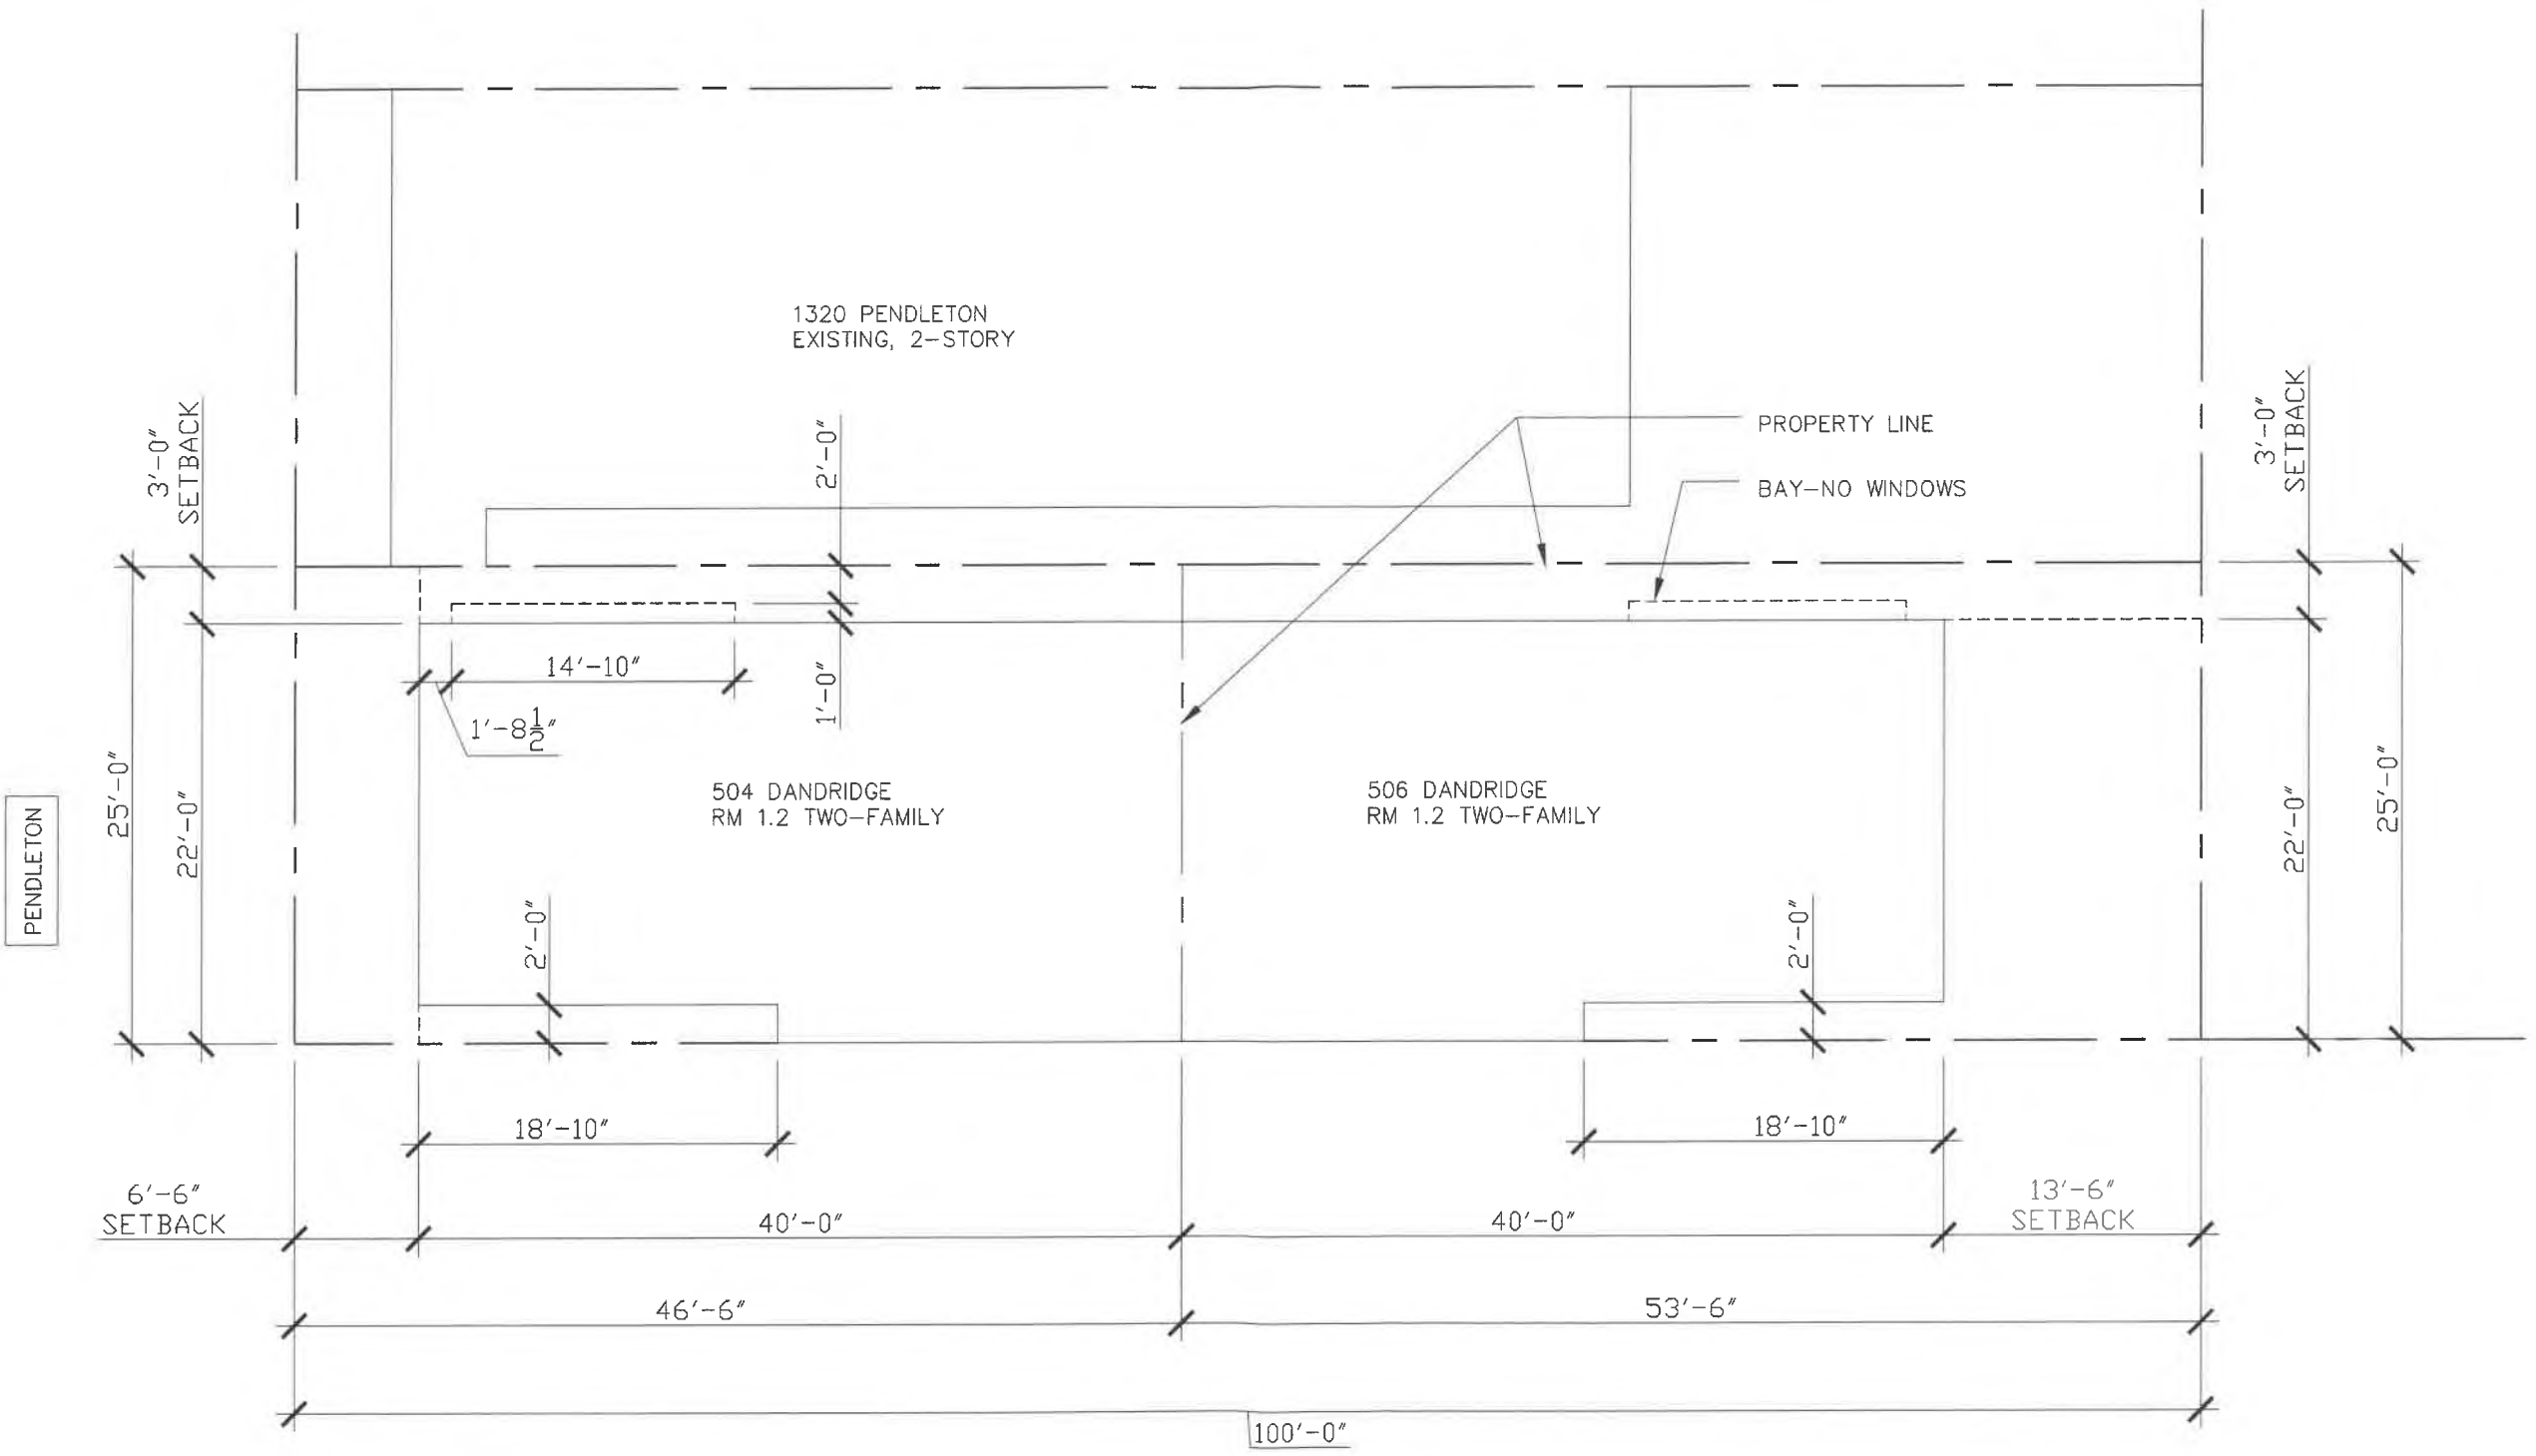 1320 PENDLETON
EXISTING, 2-STORY
3'-0"
SETBACK
2'-0"
PROPERTY LINE
BAY-NO WINDOWS
3'-0"
SETBACK
14'-10"
1'-0"
1'-8 1/2"
25'-0"
22'-0"
PENDLETON
504 DANDRIDGE
RM 1.2 TWO-FAMILY
506 DANDRIDGE
RM 1.2 TWO-FAMILY
22'-0"
25'-0"
2'-0"
2'-0"
18'-10"
18'-10"
6'-6"
SETBACK
40'-0"
40'-0"
13'-6"
SETBACK
46'-6"
53'-6"
100'-0"